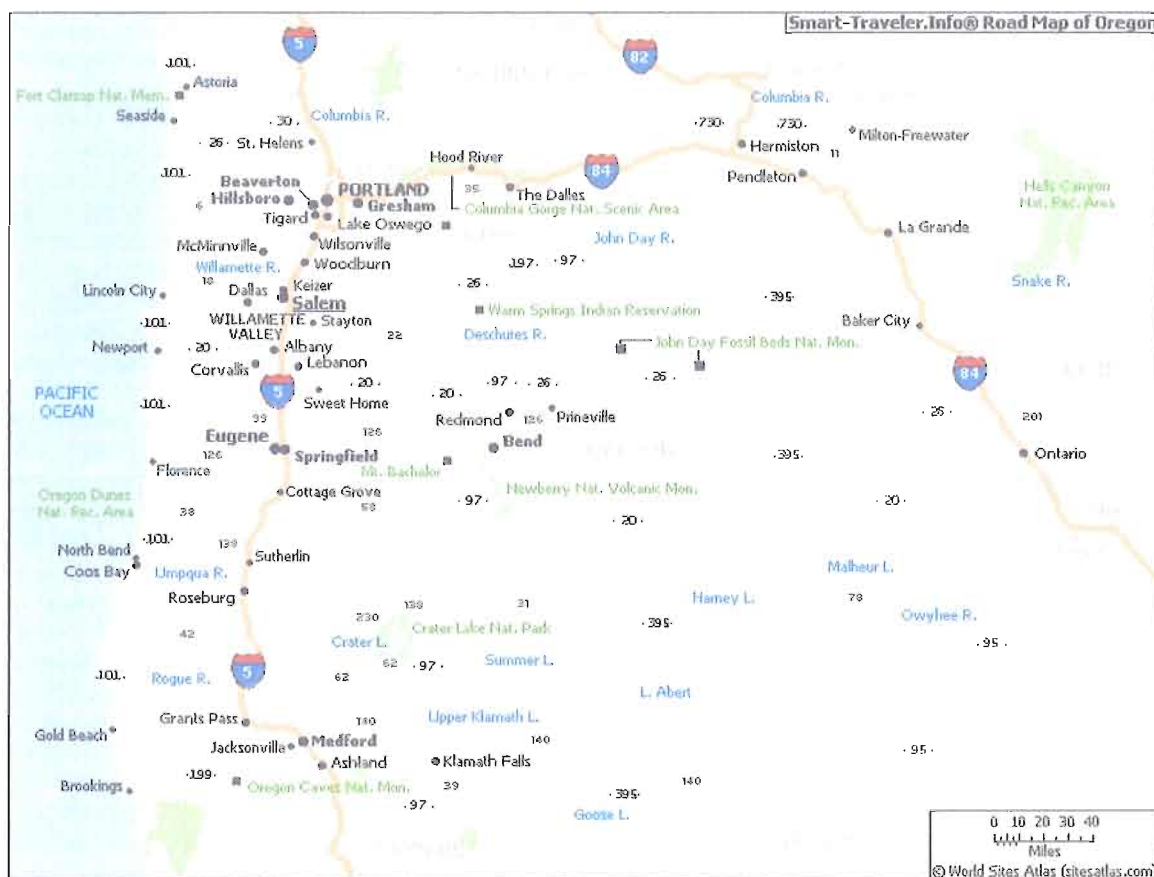 Smart-Traveler.Info® Road Map of Oregon
5
82
·101·
Astoria
Fort Clatsop Nat. Mem.
Columbia R.
Seaside
·30·
Columbia R.
·730·
·730·
Milton-Freewater
·26·
St. Helens
Hermiston
11
Hood River
84
·101·
Pendleton
Beaverton
PORTLAND
35
The Dalles
Hells Canyon
Nat. Rec. Area
Hillsboro
Gresham
6
Columbia Gorge Nat. Scenic Area
Tigard
Lake Oswego
La Grande
Wilsonville
John Day R.
McMinnville
Woodburn
·197·
·97·
Willamette R.
18
Keizer
·26·
Snake R.
Lincoln City
Dallas
Salem
·395·
Warm Springs Indian Reservation
·101·
WILLAMETTE
VALLEY
Stayton
22
Deschutes R.
Baker City
Newport
·20·
Albany
John Day Fossil Beds Nat. Mon.
Corvallis
Lebanon
84
PACIFIC
OCEAN
5
·20·
·97·
·26·
·26·
Sweet Home
·20·
·101·
99
Redmond
126
Prineville
·26·
201
Eugene
126
Bend
126
Springfield
·395·
Ontario
Florence
Mt. Bachelor
Oregon Dunes
Nat. Rec. Area
Cottage Grove
·97·
Newberry Nat. Volcanic Mon.
·20·
38
58
·20·
·101·
138
North Bend
Sutherlin
Coos Bay
Umpqua R.
Malheur L.
Roseburg
138
31
Harney L.
78
230
Owyhee R.
42
Crater L.
Crater Lake Nat. Park
·395·
·95·
5
62
·97·
Summer L.
·101·
Rogue R.
62
L. Abert
Grants Pass
140
Upper Klamath L.
Gold Beach
Medford
140
Jacksonville
·95·
Ashland
Klamath Falls
·199·
Brookings
Oregon Caves Nat. Mon.
39
140
·97·
·395·
Goose L.
0 10 20 30 40
Miles
© World Sites Atlas (sitesatlas.com)